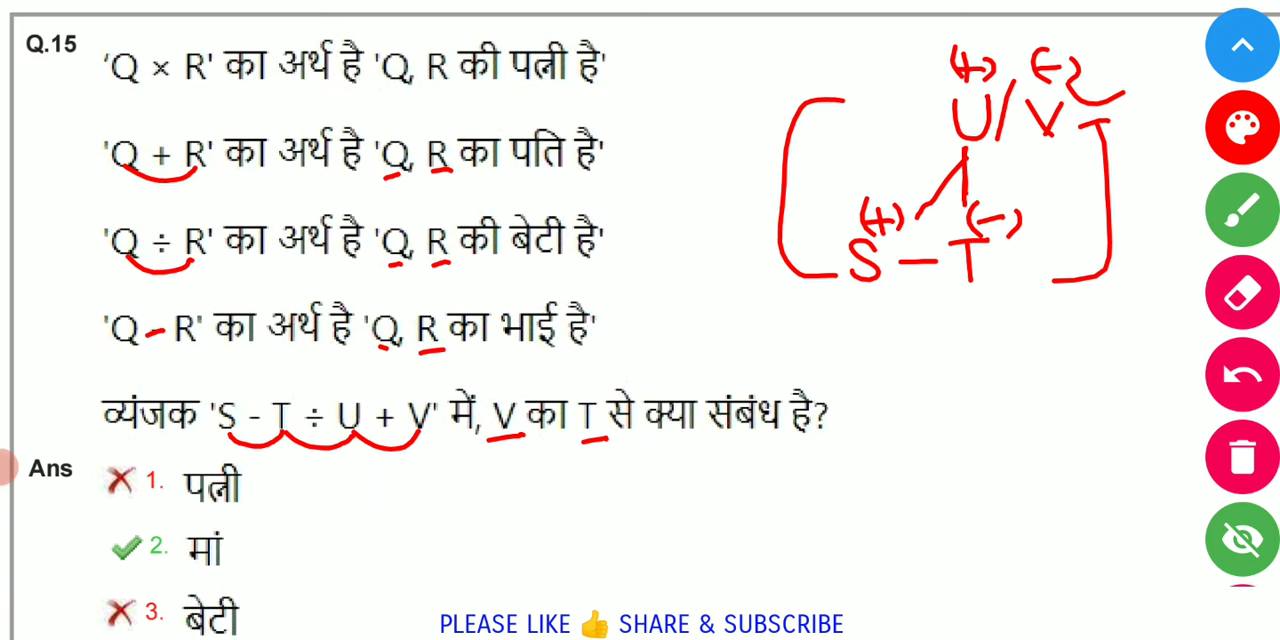 Q.15
'Q × R' का अर्थ है 'Q, R की पत्नी है'
'Q + R' का अर्थ है 'Q, R का पति है'
'Q ÷ R' का अर्थ है 'Q, R की बेटी है'
'Q - R' का अर्थ है 'Q, R का भाई है'
व्यंजक 'S - T ÷ U + V' में, V का T से क्या संबंध है?
Ans
1. पत्नी
2. मां
3. बेटी
(+) (-)
U/V T
(+) (-)
S - T
PLEASE LIKE 👍 SHARE & SUBSCRIBE